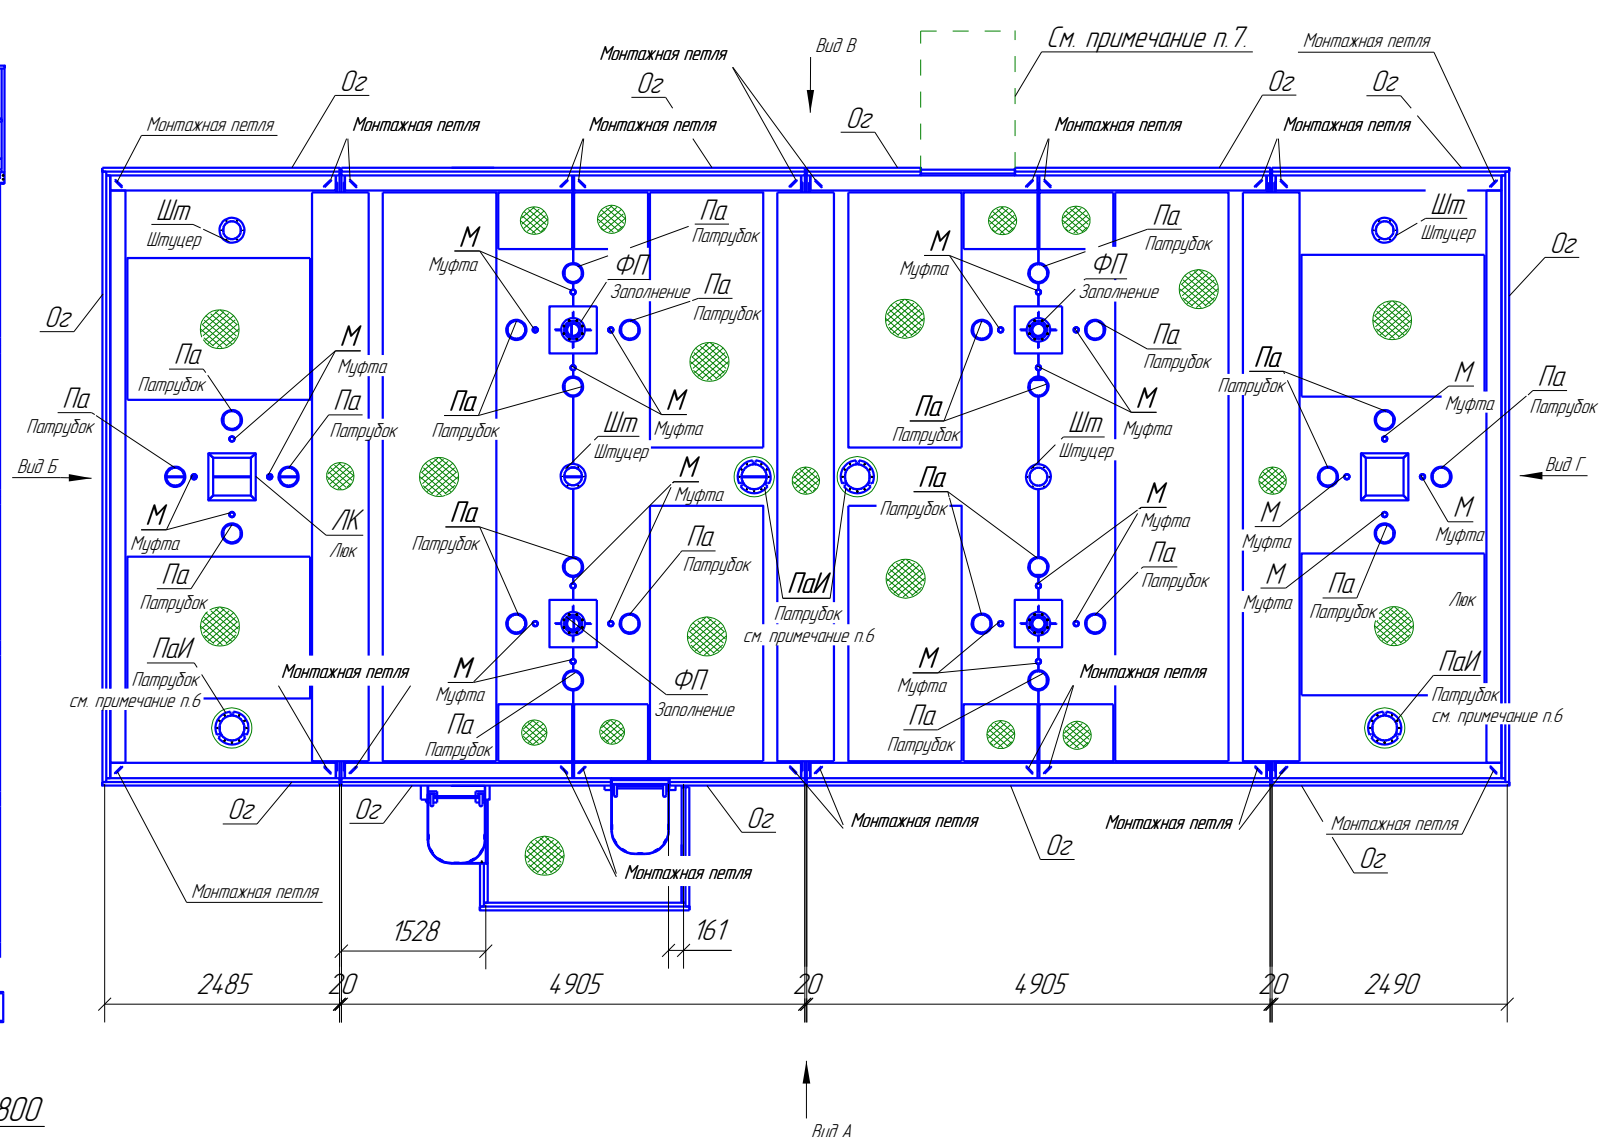 Вид В
См. примечание п. 7.
Монтажная петля
Монтажная петля
Ог
Ог
Ог
Ог
Ог
Монтажная петля
Монтажная петля
Монтажная петля
Монтажная петля
Монтажная петля
Шт
Штуцер
М
Муфта
Па
Патрубок
ФП
Заполнение
Па
Патрубок
М
Муфта
Па
Патрубок
ФП
Заполнение
Шт
Штуцер
Ог
Ог
Па
Патрубок
М
Муфта
Па
Патрубок
Па
Патрубок
Па
Патрубок
М
Муфта
Па
Патрубок
Па
Патрубок
М
Муфта
Па
Патрубок
М
Муфта
Па
Патрубок
Шт
Штуцер
Шт
Штуцер
Вид Б
Вид Г
М
Муфта
ЛК
Люк
Па
Патрубок
М
Муфта
Па
Патрубок
М
Муфта
М
Муфта
М
Муфта
Па
Патрубок
Па
Патрубок
Па
Патрубок
ПаИ
Патрубок
см. примечание п.6
М
Муфта
Па
Патрубок
Люк
ПаИ
Патрубок
см. примечание п.6
Монтажная петля
М
Муфта
ФП
Заполнение
Па
Патрубок
М
Муфта
Па
Патрубок
Монтажная петля
ПаИ
Патрубок
см. примечание п.6
Ог
Ог
Ог
Монтажная петля
Ог
Монтажная петля
Монтажная петля
Ог
Монтажная петля
Монтажная петля
1528
161
2485
20
4905
20
4905
20
2490
800
Вид А